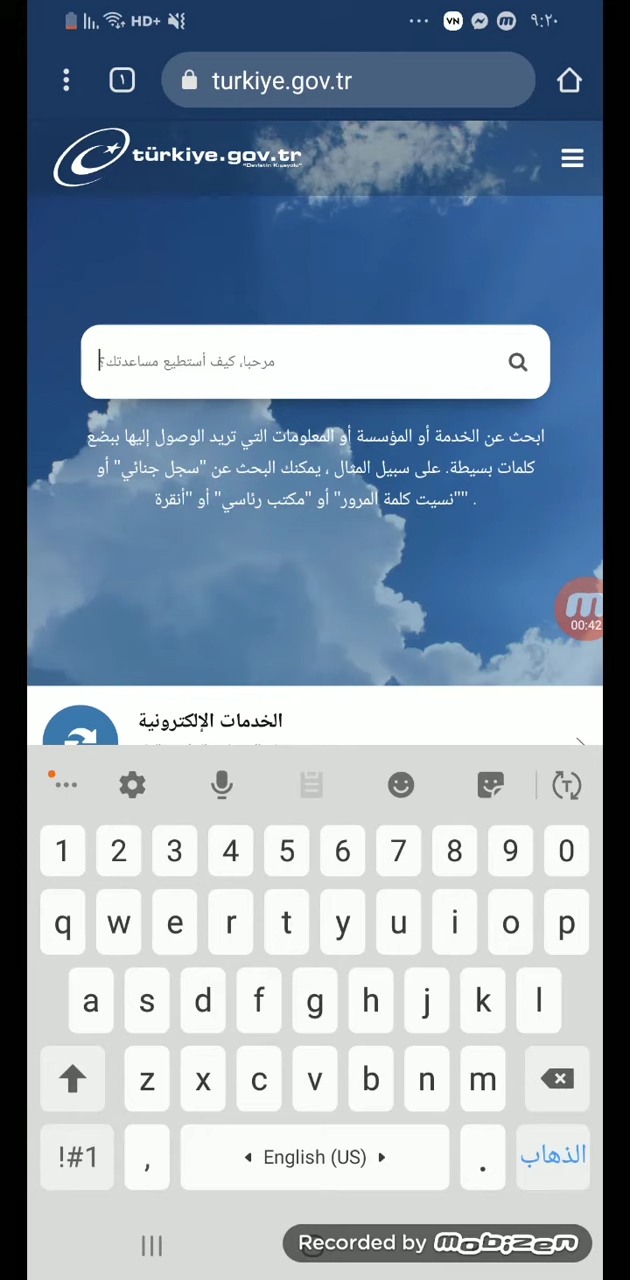 HD+
VN
٩:٢٠
١
turkiye.gov.tr
türkiye.gov.tr
"Devletin Kısayolu"
مرحبا، كيف أستطيع مساعدتك؟
ابحث عن الخدمة أو المؤسسة أو المعلومات التي تريد الوصول إليها ببضع
كلمات بسيطة. على سبيل المثال ، يمكنك البحث عن "سجل جنائي" أو
. ""نسيت كلمة المرور" أو "مكتب رئاسي" أو "أنقرة
00:42
الخدمات الإلكترونية
1 2 3 4 5 6 7 8 9 0
q w e r t y u i o p
a s d f g h j k l
z x c v b n m
!#1 , English (US) . الذهاب
Recorded by mobizen